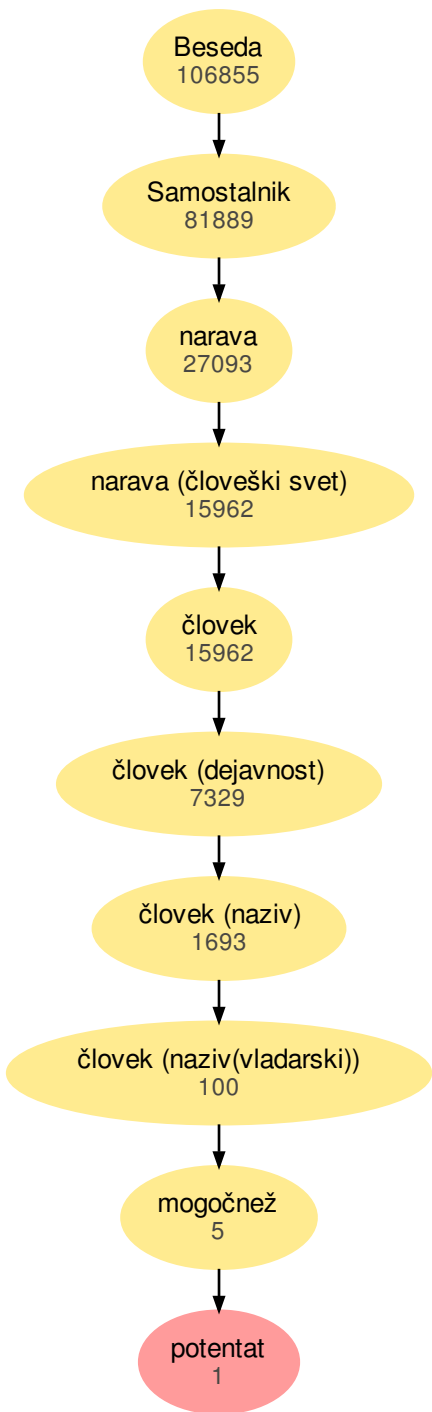 Beseda
106855
Samostalnik
81889
narava
27093
narava (človeški svet)
15962
človek
15962
človek (dejavnost)
7329
človek (naziv)
1693
človek (naziv(vladarski))
100
mogočnež
5
potentat
1